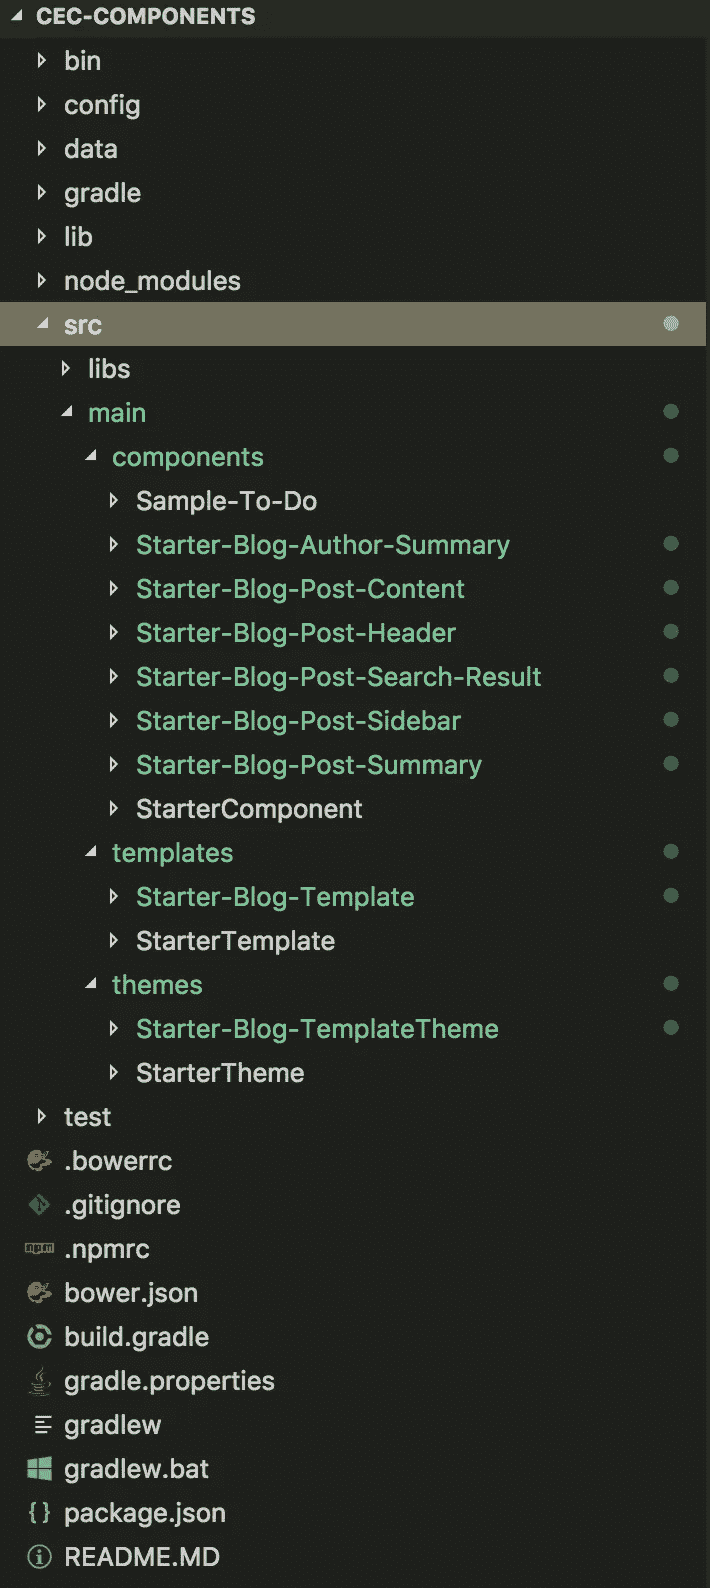 CEC-COMPONENTS
bin
config
data
gradle
lib
node_modules
src
libs
main
components
Sample-To-Do
Starter-Blog-Author-Summary
Starter-Blog-Post-Content
Starter-Blog-Post-Header
Starter-Blog-Post-Search-Result
Starter-Blog-Post-Sidebar
Starter-Blog-Post-Summary
StarterComponent
templates
Starter-Blog-Template
StarterTemplate
themes
Starter-Blog-TemplateTheme
StarterTheme
test
.bowerrc
.gitignore
npm .npmrc
bower.json
build.gradle
gradle.properties
gradlew
gradlew.bat
{ } package.json
README.MD